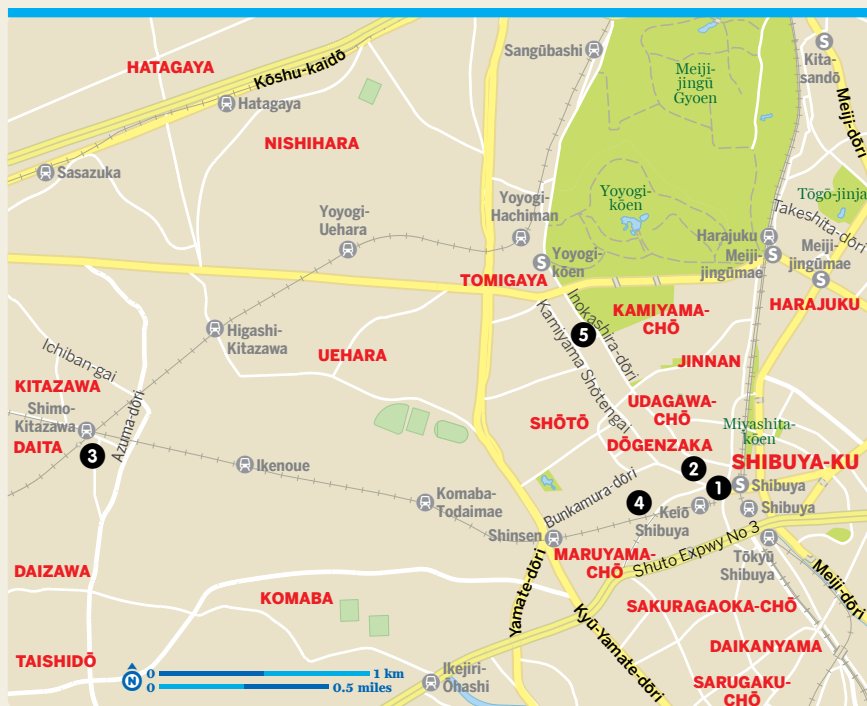 Sangūbashi
S
Kita-
sandō
HATAGAYA
Kōshu-kaidō
Meiji-
jingū
Gyoen
Meiji-dōri
Hatagaya
NISHIHARA
Sasazuka
Yoyogi-
Uehara
Yoyogi-
Hachiman
Yoyogi-
kōen
Tōgō-jinja
Takeshita-dōri
Harajuku
Meiji-
jingūmae
S
Meiji-
jingūmae
S
S
Yoyogi-
kōen
TOMIGAYA
HARAJUKU
Inokashira-dōri
KAMIYAMA-
CHŌ
Kamiyama Shōtengai
5
Higashi-
Kitazawa
Ichiban-gai
UEHARA
JINNAN
KITAZAWA
Shimo-
Kitazawa
DAITA
Azuma-dōri
3
UDAGAWA-
CHŌ
SHŌTŌ
Miyashita-
kōen
DŌGENZAKA
2
SHIBUYA-KU
1
S
Shibuya
Shibuya
Ikenoue
Komaba-
Todaimae
Bunkamura-dōri
4
Keiō
Shibuya
Shinsen
MARUYAMA-
CHŌ
Shuto Expwy No 3
Tōkyū
Shibuya
Meiji-dōri
DAIZAWA
KOMABA
Yamate-dōri
Kyū-Yamate-dōri
SAKURAGAOKA-CHŌ
DAIKANYAMA
TAISHIDŌ
SARUGAKU-
CHŌ
Ikejiri-
Ōhashi
N
0
1 km
0
0.5 miles